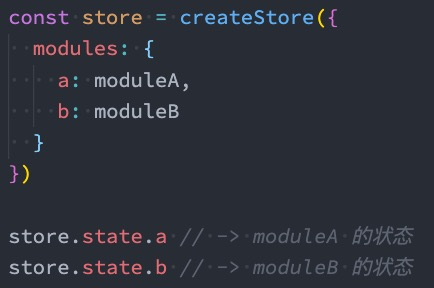 const store = createStore({
  modules: {
    a: moduleA,
    b: moduleB
  }
})

store.state.a // -> moduleA 的状态
store.state.b // -> moduleB 的状态